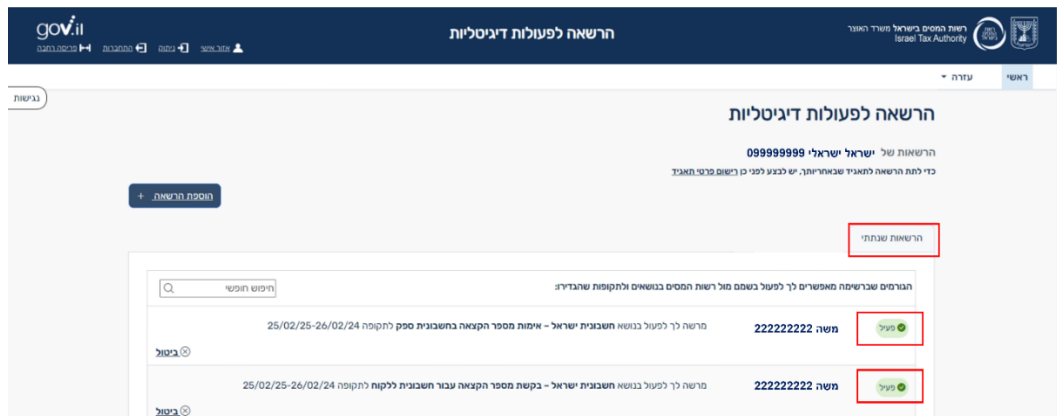 רשות המסים בישראל משרד האוצר
Israel Tax Authority
הרשאה לפעולות דיגיטליות
gov.il
אזור אישי
ניתוק
התחברות
פריסה רחבה
ראשי
עזרה
נגישות
הרשאה לפעולות דיגיטליות
הרשאות של ישראל ישראלי 099999999
כדי לתת הרשאה לתאגיד שבאחריותך, יש לבצע לפני כן רישום פרטי תאגיד
הוספת הרשאה +
הרשאות שנתתי
הגורמים שברשימה מאפשרים לך לפעול בשמם מול רשות המסים בנושאים ולתקופות שהגדירו:
חיפוש חופשי
פעיל
משה 222222222
מרשה לך לפעול בנושא חשבונית ישראל – אימות מספר הקצאה בחשבונית ספק לתקופה 25/02/25-26/02/24
ביטול
פעיל
משה 222222222
מרשה לך לפעול בנושא חשבונית ישראל – בקשת מספר הקצאה עבור חשבונית ללקוח לתקופה 25/02/25-26/02/24
ביטול